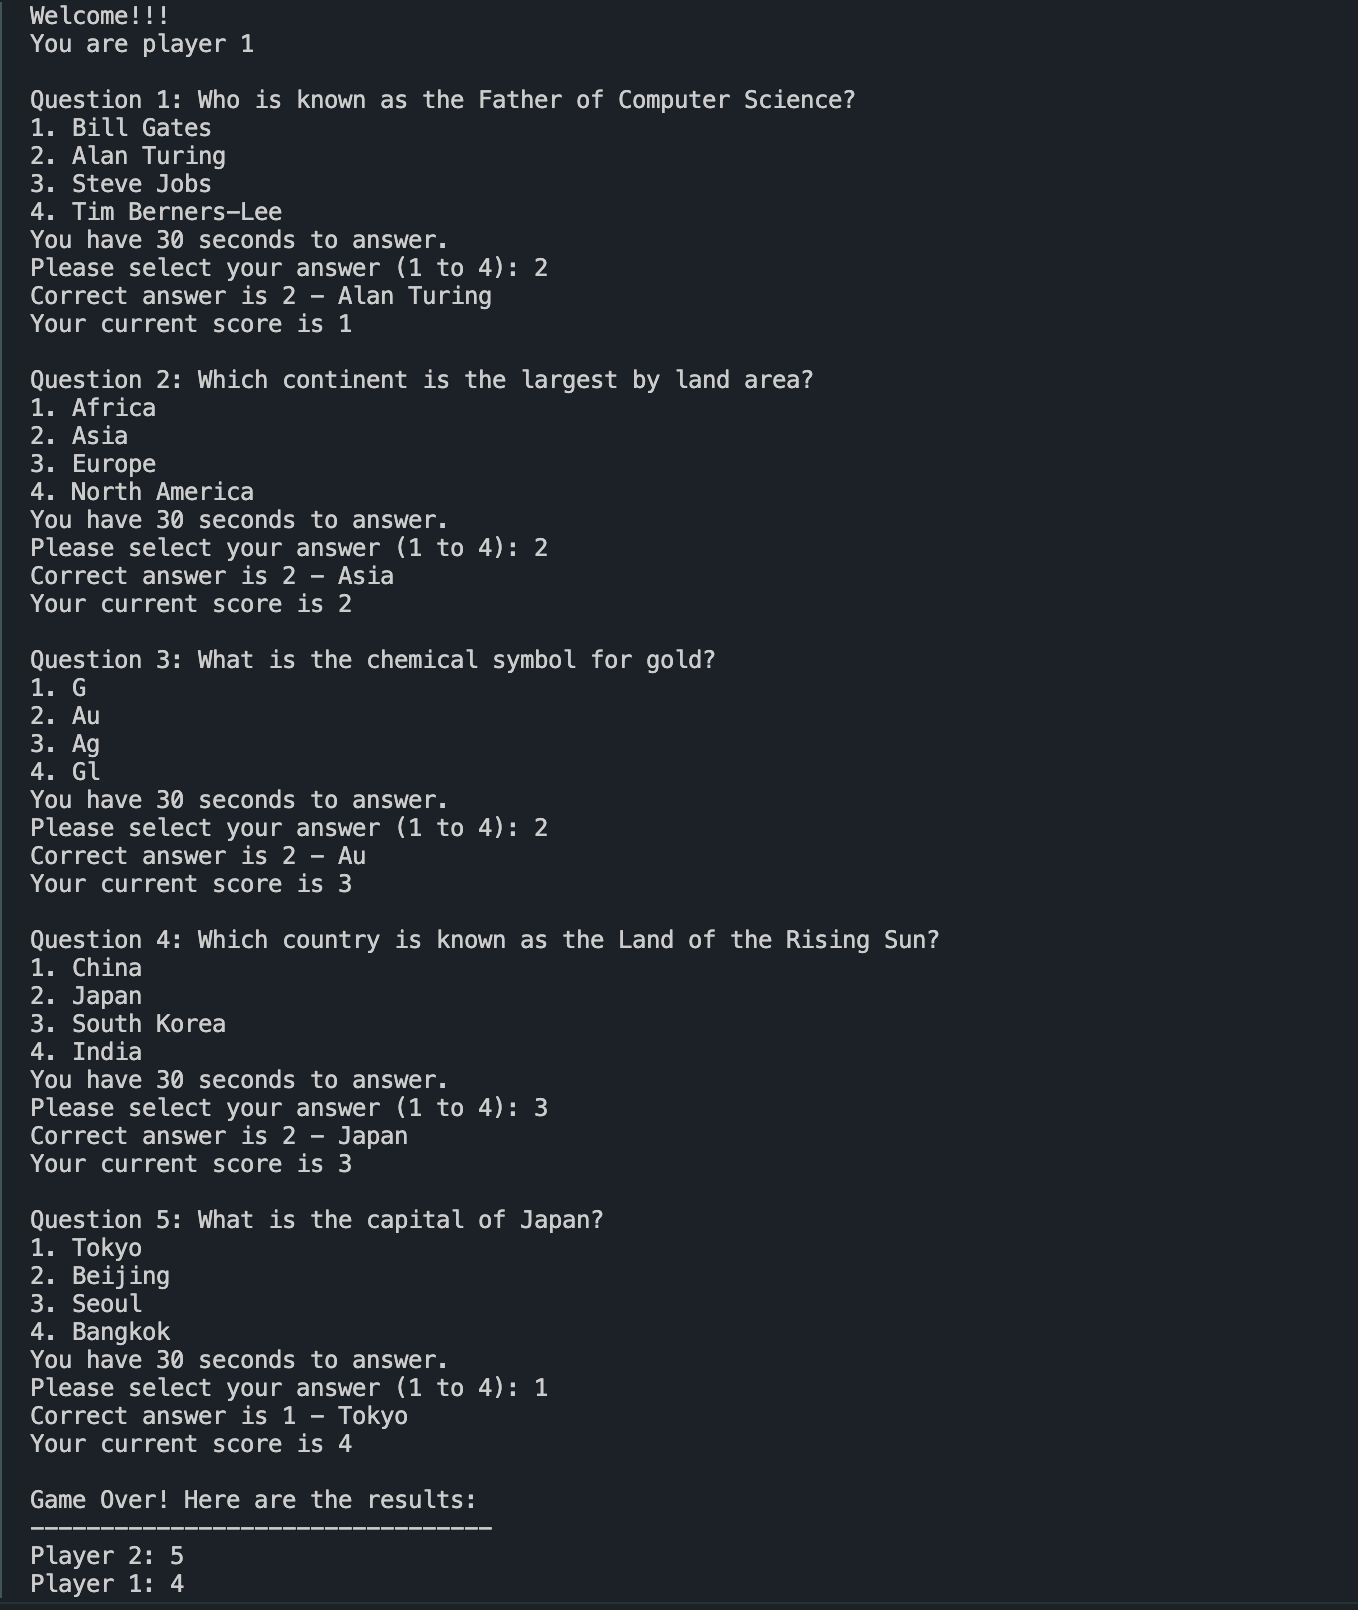 Welcome!!!
You are player 1
Question 1: Who is known as the Father of Computer Science?
1. Bill Gates
2. Alan Turing
3. Steve Jobs
4. Tim Berners-Lee
You have 30 seconds to answer.
Please select your answer (1 to 4): 2
Correct answer is 2 - Alan Turing
Your current score is 1
Question 2: Which continent is the largest by land area?
1. Africa
2. Asia
3. Europe
4. North America
You have 30 seconds to answer.
Please select your answer (1 to 4): 2
Correct answer is 2 - Asia
Your current score is 2
Question 3: What is the chemical symbol for gold?
1. G
2. Au
3. Ag
4. Gl
You have 30 seconds to answer.
Please select your answer (1 to 4): 2
Correct answer is 2 - Au
Your current score is 3
Question 4: Which country is known as the Land of the Rising Sun?
1. China
2. Japan
3. South Korea
4. India
You have 30 seconds to answer.
Please select your answer (1 to 4): 3
Correct answer is 2 - Japan
Your current score is 3
Question 5: What is the capital of Japan?
1. Tokyo
2. Beijing
3. Seoul
4. Bangkok
You have 30 seconds to answer.
Please select your answer (1 to 4): 1
Correct answer is 1 - Tokyo
Your current score is 4
Game Over! Here are the results:
---------------------------------
Player 2: 5
Player 1: 4